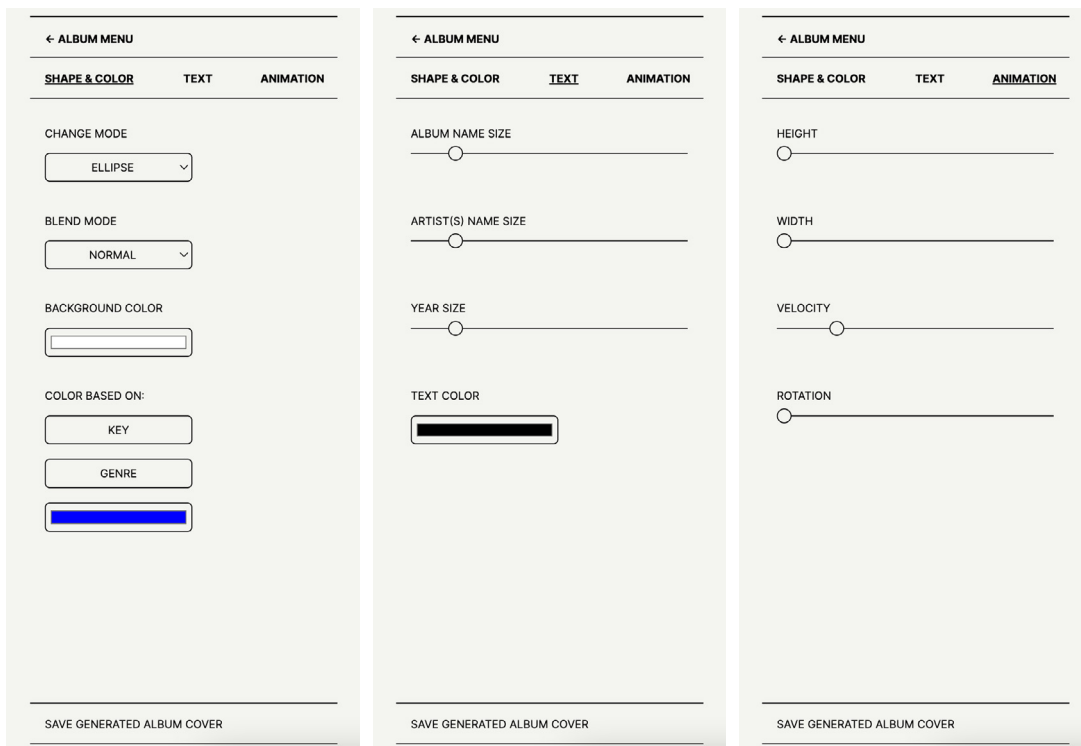 ← ALBUM MENU
SHAPE & COLOR TEXT ANIMATION
CHANGE MODE
ELLIPSE
BLEND MODE
NORMAL
BACKGROUND COLOR
COLOR BASED ON:
KEY
GENRE
SAVE GENERATED ALBUM COVER
← ALBUM MENU
SHAPE & COLOR TEXT ANIMATION
ALBUM NAME SIZE
ARTIST(S) NAME SIZE
YEAR SIZE
TEXT COLOR
SAVE GENERATED ALBUM COVER
← ALBUM MENU
SHAPE & COLOR TEXT ANIMATION
HEIGHT
WIDTH
VELOCITY
ROTATION
SAVE GENERATED ALBUM COVER